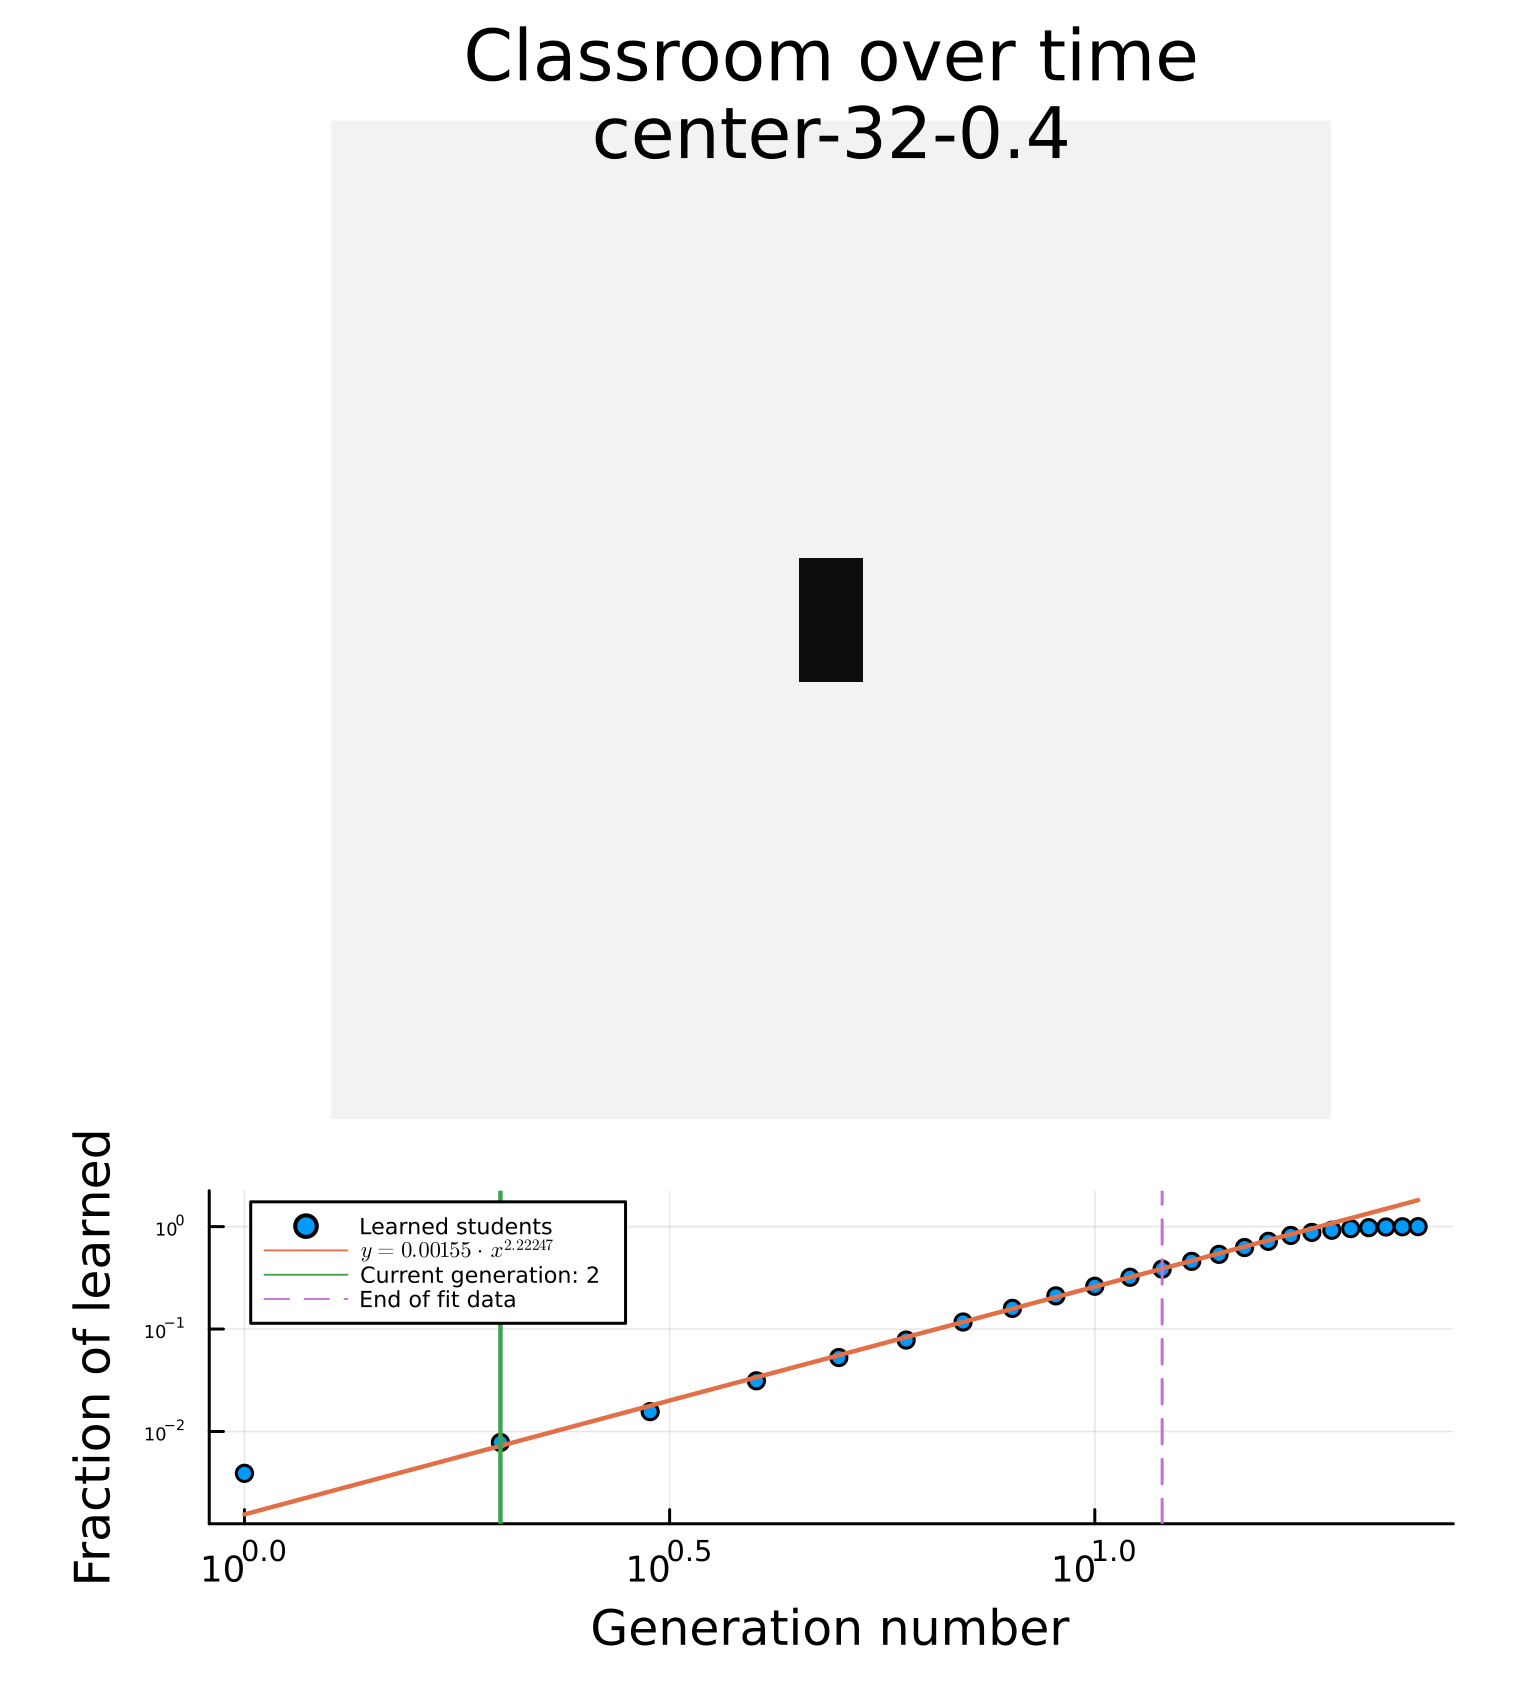 Classroom over time
center-32-0.4
Fraction of learned
10⁰
10⁻¹
10⁻²
Learned students
y = 0.00155 · x^2.22247
Current generation: 2
End of fit data
10^0.0
10^0.5
10^1.0
Generation number